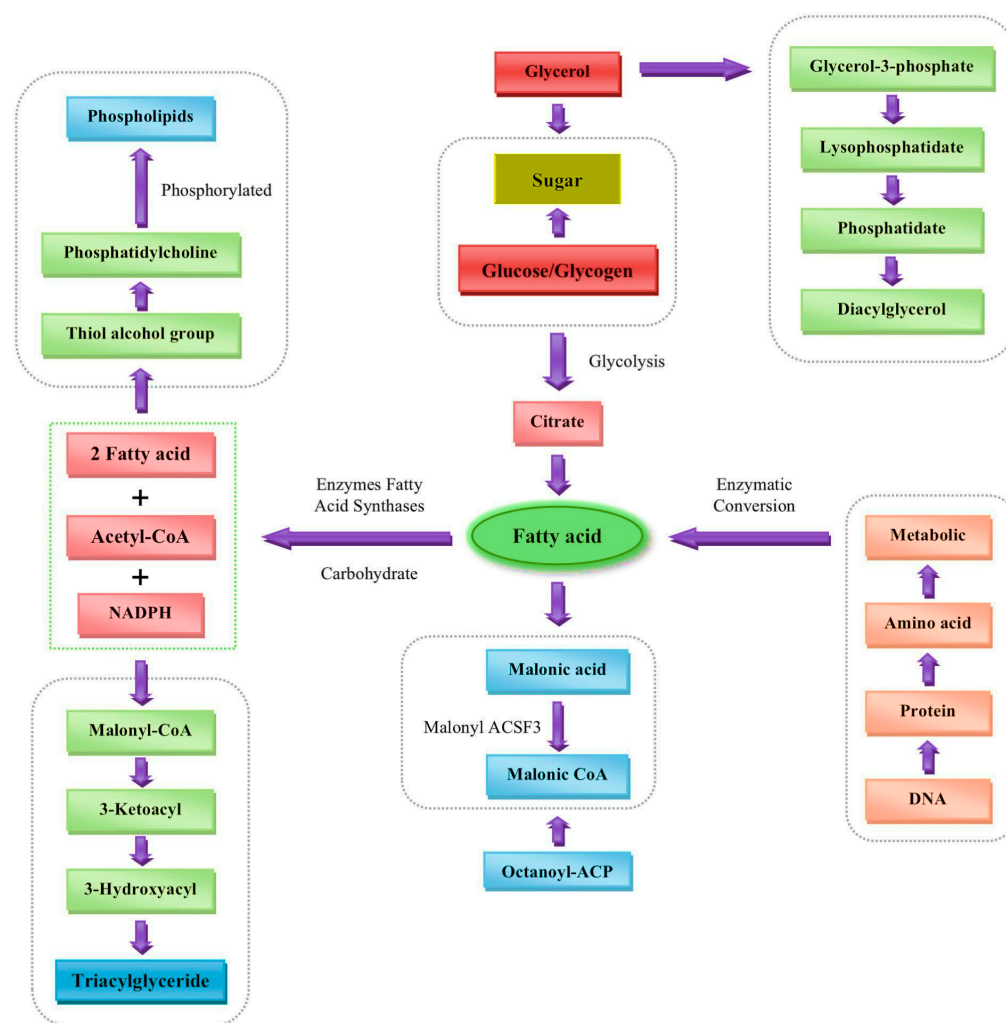 Glycerol
Glycerol-3-phosphate
Phospholipids
Lysophosphatidate
Sugar
Phosphorylated
Phosphatidate
Phosphatidylcholine
Glucose/Glycogen
Diacylglycerol
Thiol alcohol group
Glycolysis
Citrate
2 Fatty acid
+
Acetyl-CoA
+
NADPH
Enzymes Fatty
Acid Synthases
Carbohydrate
Fatty acid
Enzymatic
Conversion
Metabolic
Amino acid
Protein
DNA
Malonic acid
Malonyl ACSF3
Malonic CoA
Octanoyl-ACP
Malonyl-CoA
3-Ketoacyl
3-Hydroxyacyl
Triacylglyceride